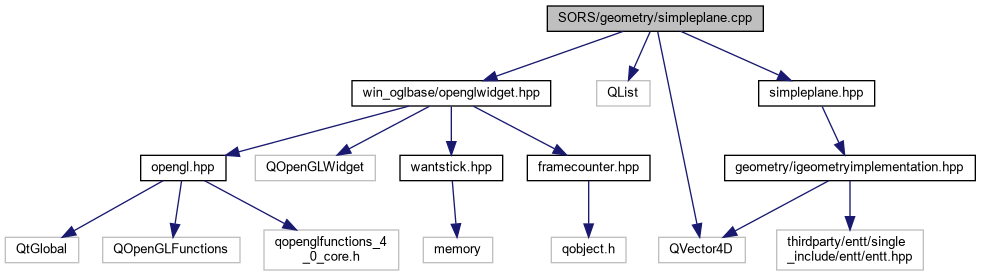 SORS/geometry/simpleplane.cpp
win_oglbase/openglwidget.hpp
QList
simpleplane.hpp
opengl.hpp
QOpenGLWidget
wantstick.hpp
framecounter.hpp
geometry/igeometryimplementation.hpp
QtGlobal
QOpenGLFunctions
qopenglfunctions_4
_0_core.h
memory
qobject.h
QVector4D
thirdparty/entt/single
_include/entt/entt.hpp